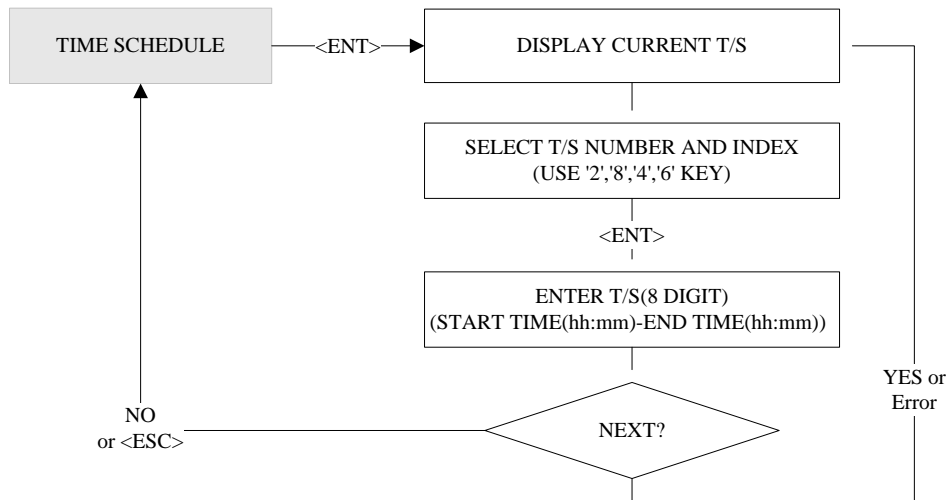 TIME SCHEDULE
<ENT>
DISPLAY CURRENT T/S
SELECT T/S NUMBER AND INDEX
(USE '2','8','4','6' KEY)
<ENT>
ENTER T/S(8 DIGIT)
(START TIME(hh:mm)-END TIME(hh:mm))
YES or
Error
NO
or <ESC>
NEXT?